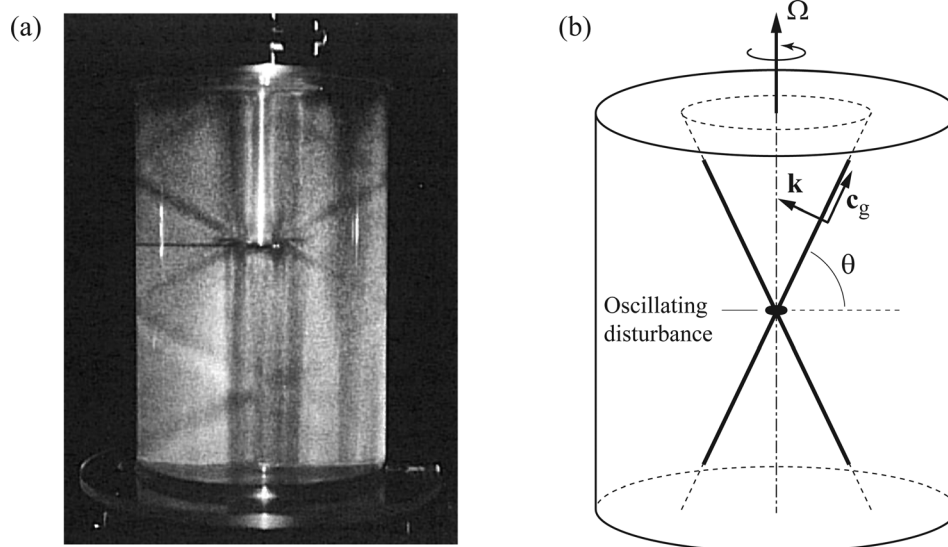 (a)
(b)
Ω
k
c_g
θ
Oscillating
disturbance